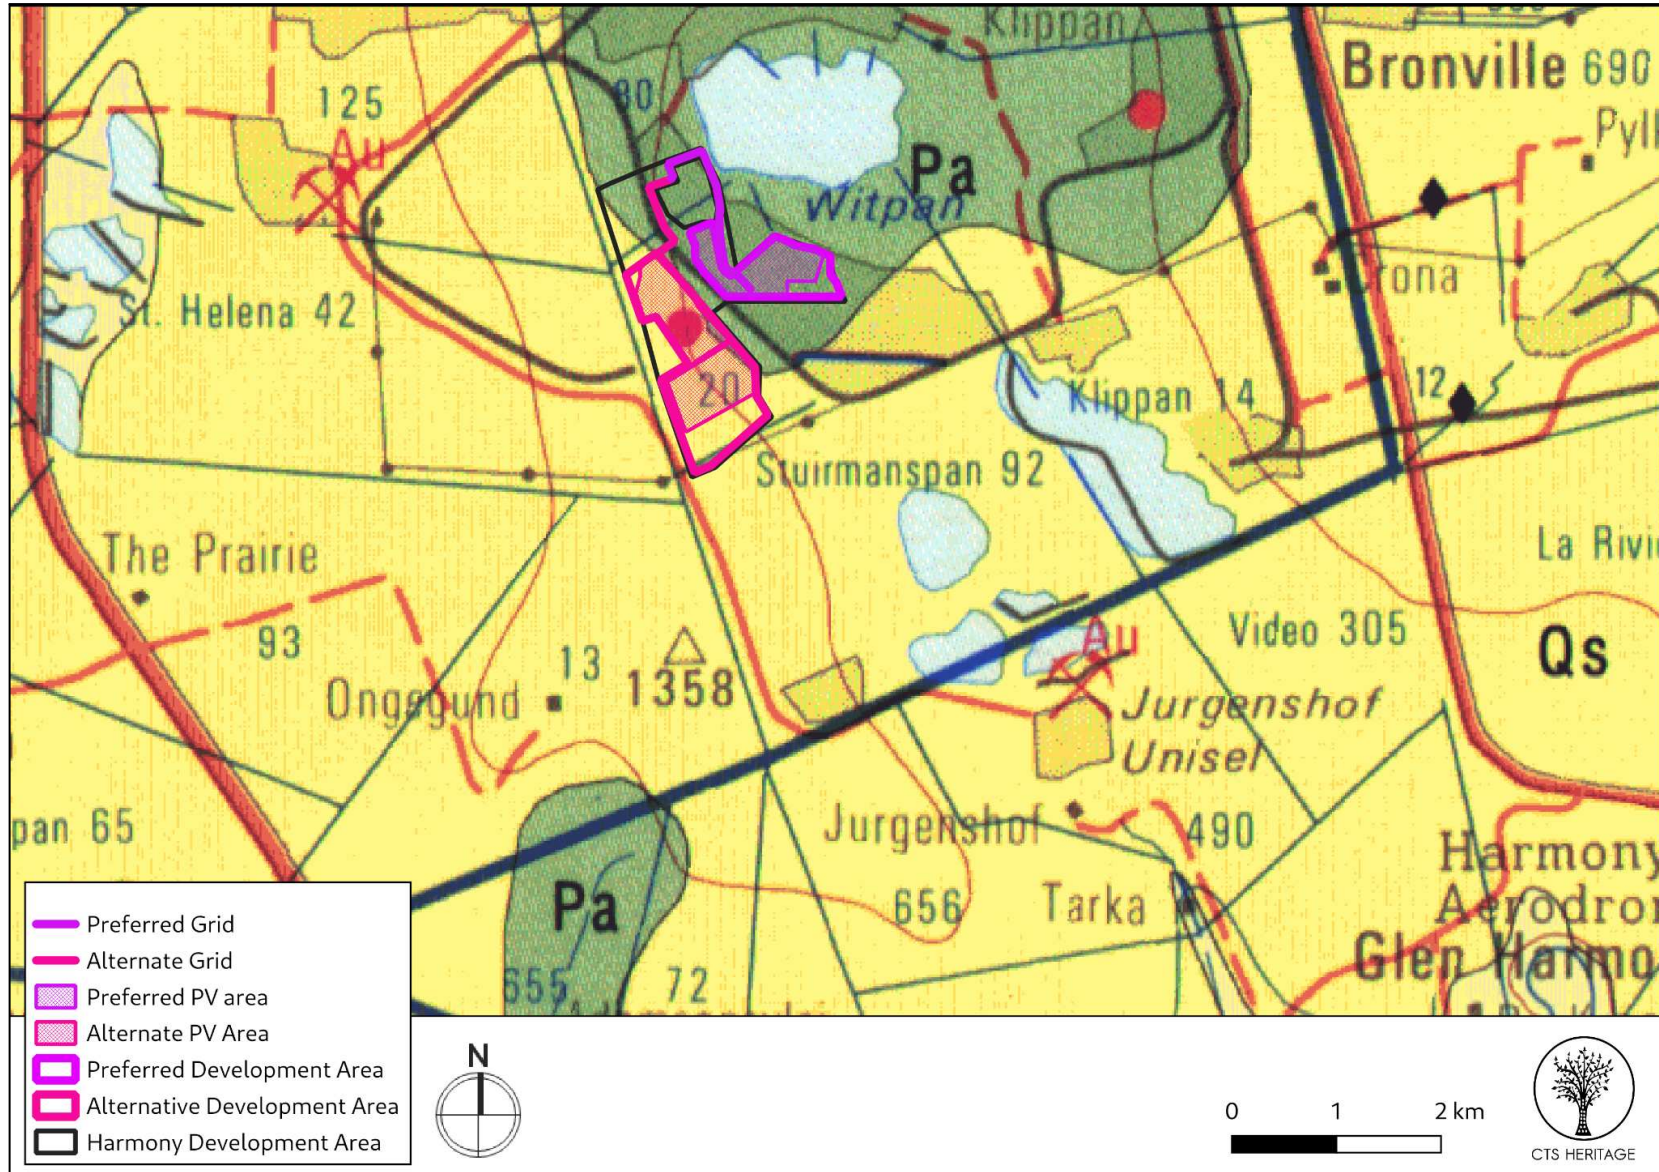 Klippan
Bronville 690
80
125
Au
Pa
Witpan
St. Helena 42
Klippan 14
12
20
Stuirmanspan 92
The Prairie
La
93
13
1358
Video 305
Qs
Au
Ongegund
Jurgenshof
Unisel
pan 65
Jurgenshof
490
Harmony
Pa
656
Tarka
Glen
655
72
Preferred Grid
Alternate Grid
Preferred PV area
Alternate PV Area
Preferred Development Area
Alternative Development Area
Harmony Development Area
N
0 1 2 km
CTS HERITAGE